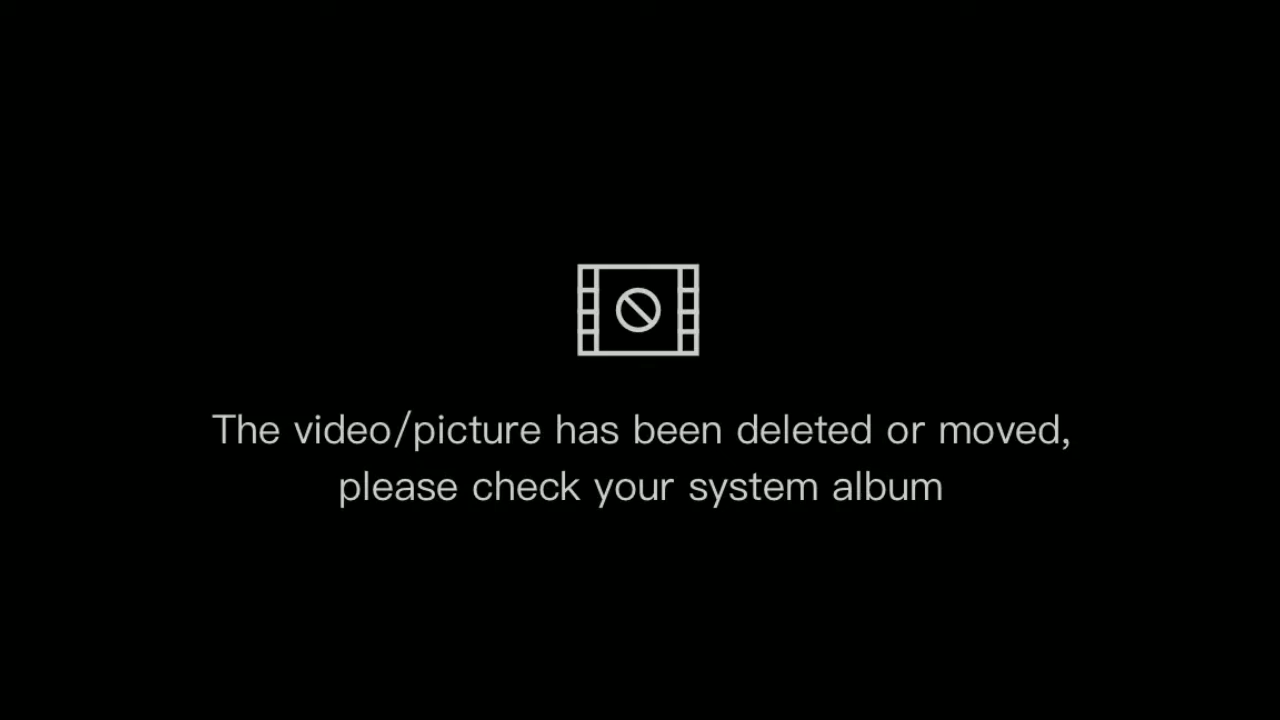 The video/picture has been deleted or moved,
please check your system album